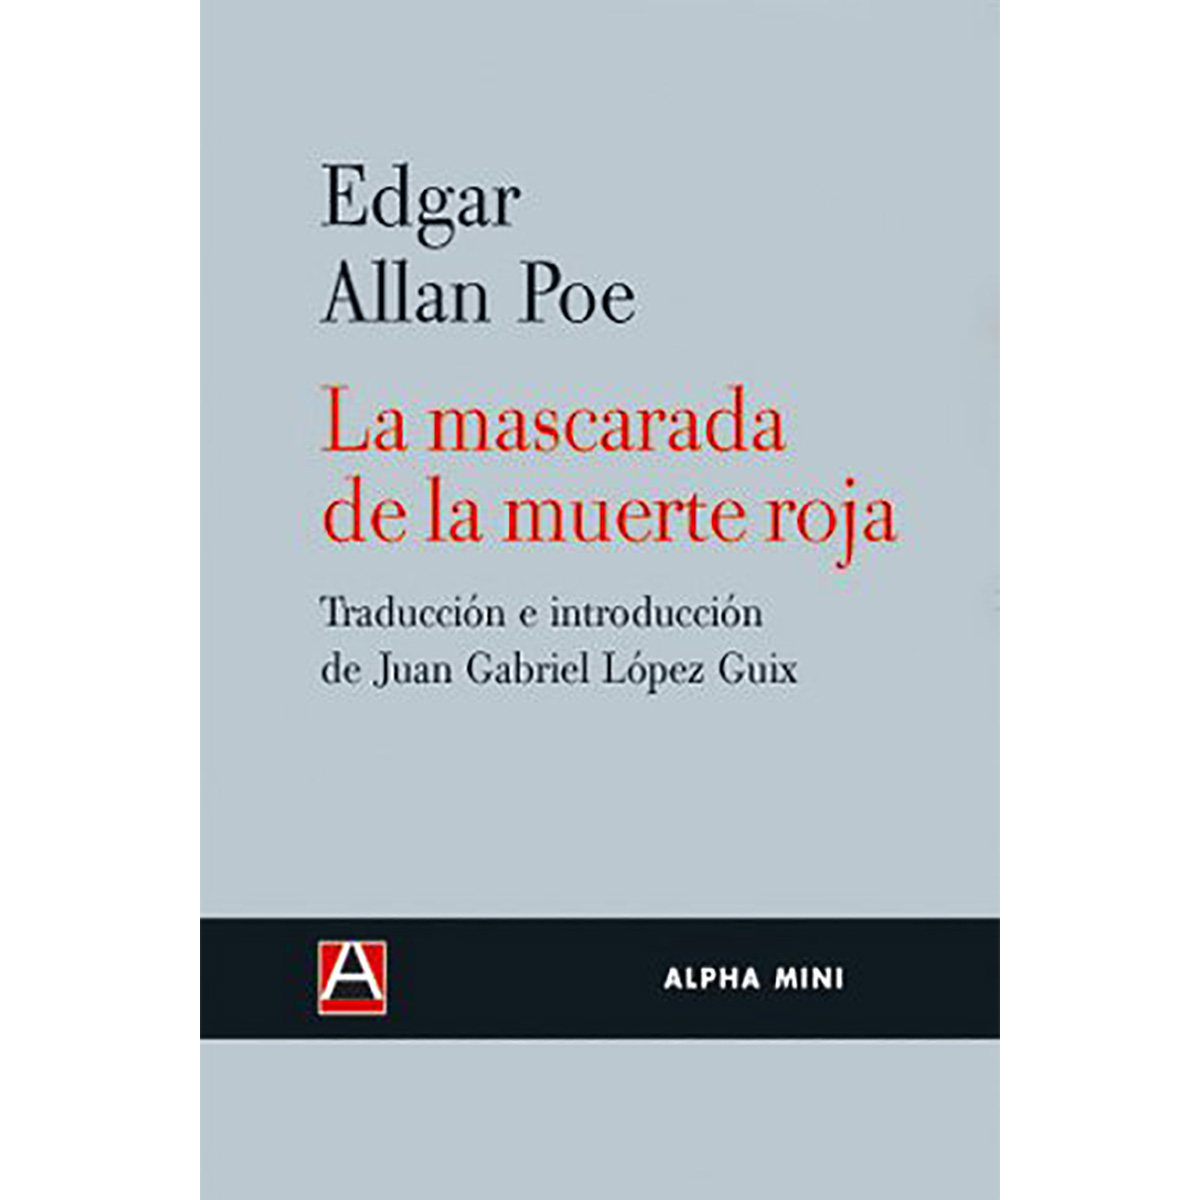 Edgar
Allan Poe
La mascarada
de la muerte roja
Traducción e introducción
de Juan Gabriel López Guix
A
ALPHA MINI